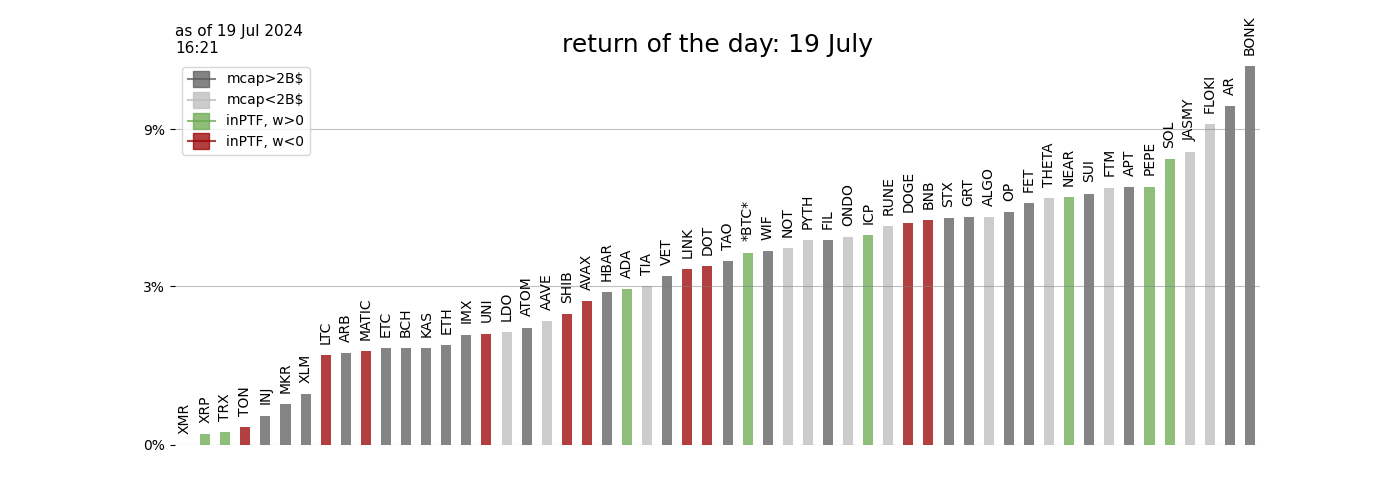 as of 19 Jul 2024
16:21
return of the day: 19 July
mcap>2B$
mcap<2B$
inPTF, w>0
inPTF, w<0
9%
3%
0%
XMR
XRP
TRX
TON
INJ
MKR
XLM
LTC
ARB
MATIC
ETC
BCH
KAS
ETH
IMX
UNI
LDO
ATOM
AAVE
SHIB
AVAX
HBAR
ADA
TIA
VET
LINK
DOT
TAO
*BTC*
WIF
NOT
PYTH
FIL
ONDO
ICP
RUNE
DOGE
BNB
STX
GRT
ALGO
OP
FET
THETA
NEAR
SUI
FTM
APT
PEPE
SOL
JASMY
FLOKI
AR
BONK